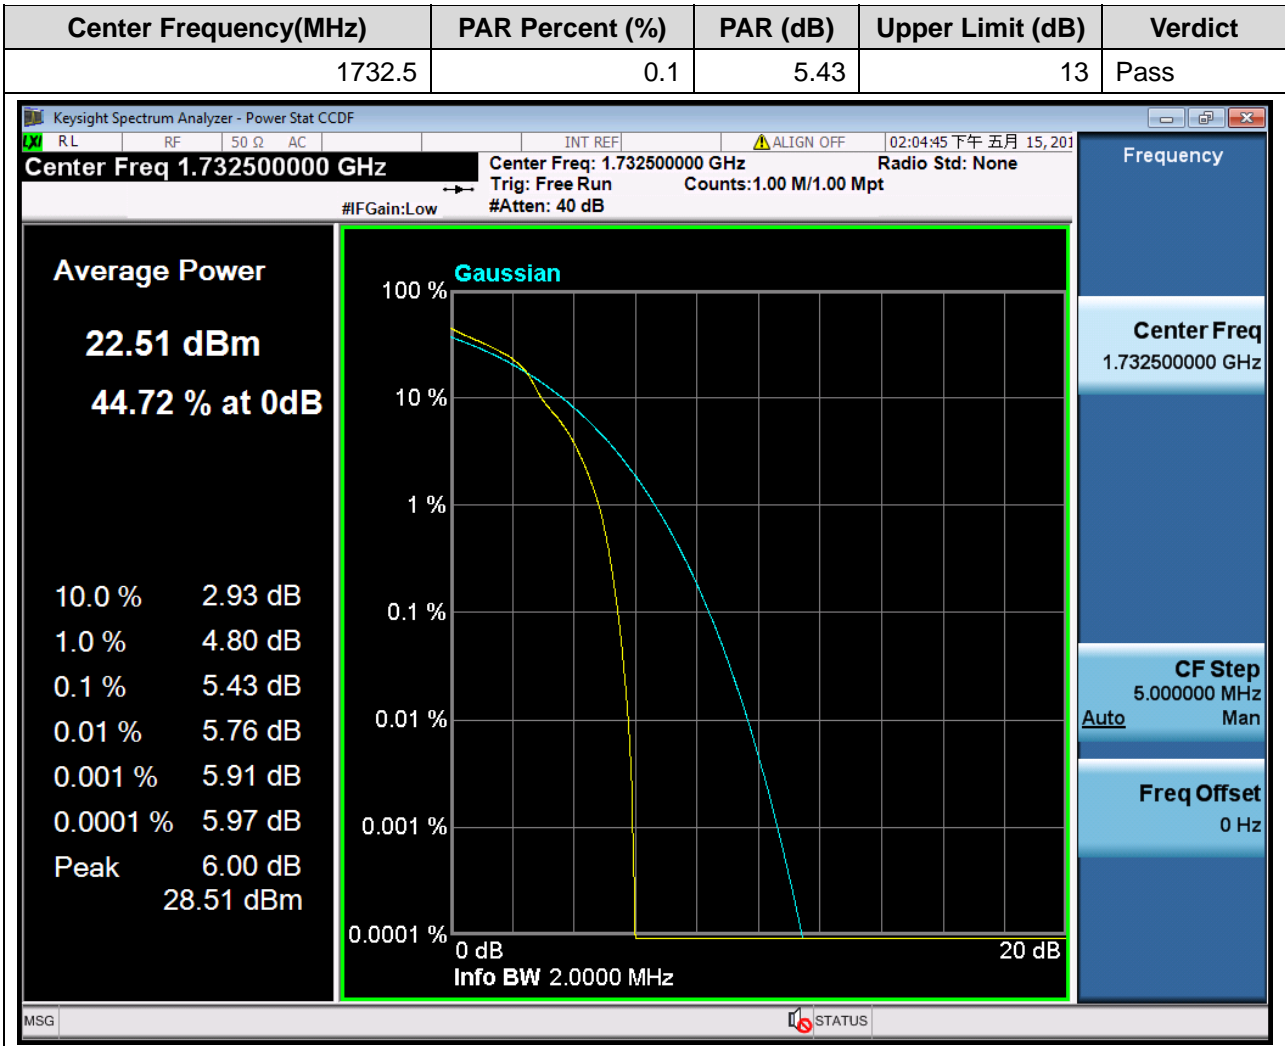 Center Frequency(MHz) PAR Percent (%) PAR (dB) Upper Limit (dB) Verdict
1732.5 0.1 5.43 13 Pass
Keysight Spectrum Analyzer - Power Stat CCDF
LXI RL RF 50 Ω AC INT REF ALIGN OFF 02:04:45 下午 五月 15, 201
Center Freq 1.732500000 GHz
Center Freq: 1.732500000 GHz Radio Std: None
Trig: Free Run Counts:1.00 M/1.00 Mpt
#IFGain:Low #Atten: 40 dB
Average Power
22.51 dBm
44.72 % at 0dB
10.0 % 2.93 dB
1.0 % 4.80 dB
0.1 % 5.43 dB
0.01 % 5.76 dB
0.001 % 5.91 dB
0.0001 % 5.97 dB
Peak 6.00 dB
28.51 dBm
Gaussian
100 %
10 %
1 %
0.1 %
0.01 %
0.001 %
0.0001 %
0 dB 20 dB
Info BW 2.0000 MHz
Frequency
Center Freq
1.732500000 GHz
CF Step
5.000000 MHz
Auto Man
Freq Offset
0 Hz
MSG STATUS